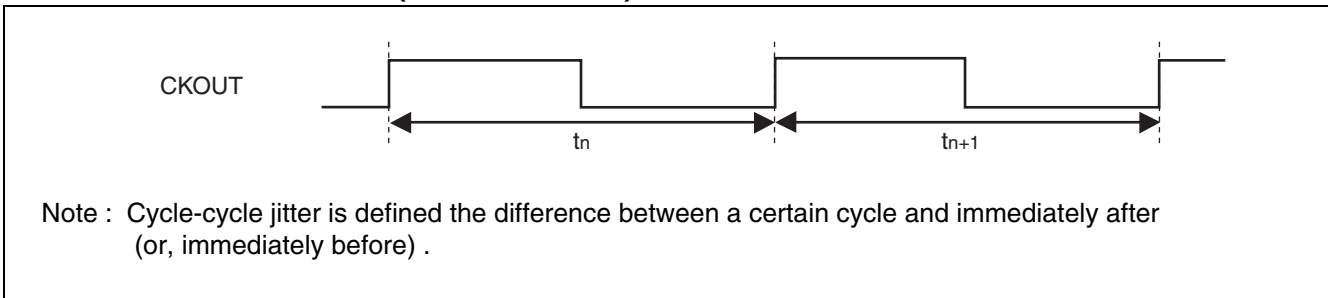 CKOUT
tn
tn+1
Note : Cycle-cycle jitter is defined the difference between a certain cycle and immediately after
(or, immediately before) .